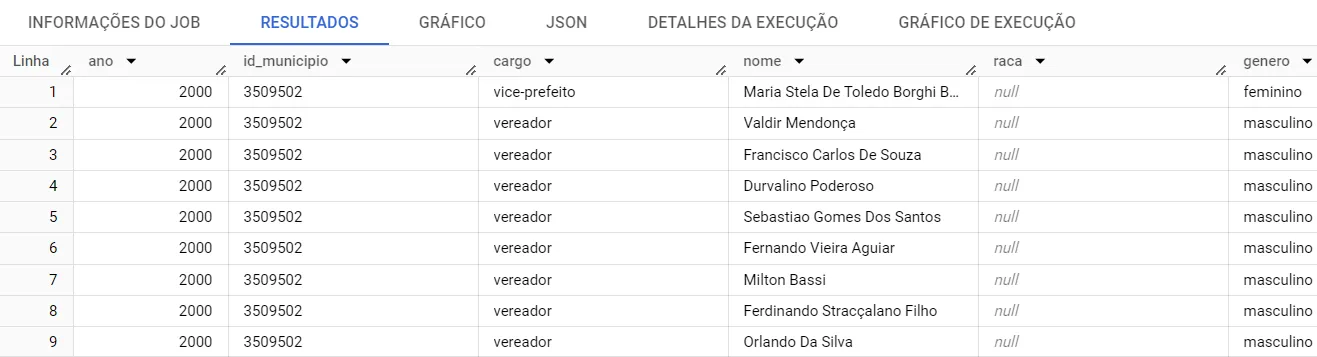 INFORMAÇÕES DO JOB RESULTADOS GRÁFICO JSON DETALHES DA EXECUÇÃO GRÁFICO DE EXECUÇÃO
Linha ano id_municipio cargo nome raca genero
1 2000 3509502 vice-prefeito Maria Stela De Toledo Borghi B... null feminino
2 2000 3509502 vereador Valdir Mendonça null masculino
3 2000 3509502 vereador Francisco Carlos De Souza null masculino
4 2000 3509502 vereador Durvalino Poderoso null masculino
5 2000 3509502 vereador Sebastiao Gomes Dos Santos null masculino
6 2000 3509502 vereador Fernando Vieira Aguiar null masculino
7 2000 3509502 vereador Milton Bassi null masculino
8 2000 3509502 vereador Ferdinando Stracçalano Filho null masculino
9 2000 3509502 vereador Orlando Da Silva null masculino